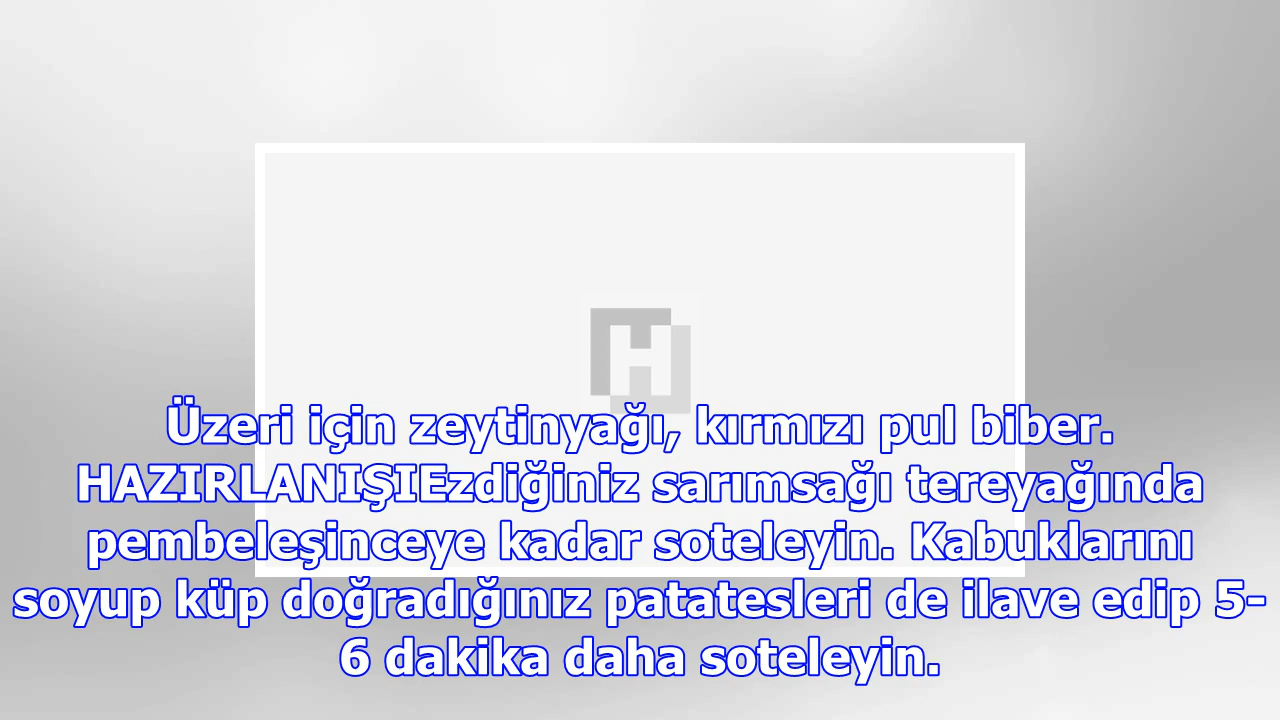 H
Üzeri için zeytinyağı, kırmızı pul biber.
HAZIRLANIŞIEzdiğiniz sarımsağı tereyağında
pembeleşinceye kadar soteleyin. Kabuklarını
soyup küp doğradığınız patatesleri de ilave edip 5-
6 dakika daha soteleyin.